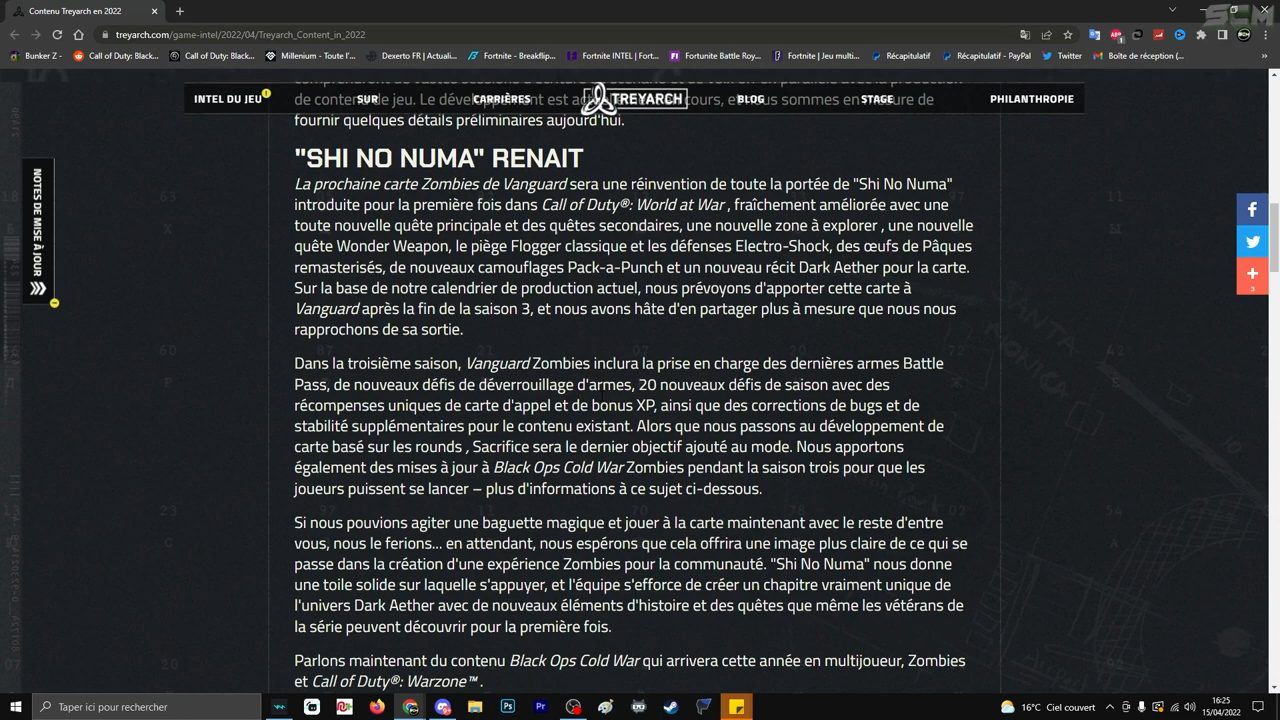 Contenu Treyarch en 2022
SCM
treyarch.com/game-intel/2022/04/Treyarch_Content_in_2022
Bunker Z - Call of Duty: Black... Call of Duty: Black... Millenium - Toute l'... Dexerto FR | Actuali... Fortnite - Breakflip... Fortnite INTEL | Fort... Fortunite Battle Roy... Fortnite | Jeu multi... Récapitulatif Récapitulatif - PayPal Twitter Boîte de réception (...
INTEL DU JEU SUR CARRIÈRES TREYARCH BLOG STAGE PHILANTHROPIE
de contenu de jeu. Le développement est en cours, et nous sommes en mesure de
fournir quelques détails préliminaires aujourd'hui.
"SHI NO NUMA" RENAIT
La prochaine carte Zombies de Vanguard sera une réinvention de toute la portée de "Shi No Numa"
introduite pour la première fois dans Call of Duty®: World at War , fraîchement améliorée avec une
toute nouvelle quête principale et des quêtes secondaires, une nouvelle zone à explorer , une nouvelle
quête Wonder Weapon, le piège Flogger classique et les défenses Electro-Shock, des œufs de Pâques
remasterisés, de nouveaux camouflages Pack-a-Punch et un nouveau récit Dark Aether pour la carte.
Sur la base de notre calendrier de production actuel, nous prévoyons d'apporter cette carte à
Vanguard après la fin de la saison 3, et nous avons hâte d'en partager plus à mesure que nous nous
rapprochons de sa sortie.
Dans la troisième saison, Vanguard Zombies inclura la prise en charge des dernières armes Battle
Pass, de nouveaux défis de déverrouillage d'armes, 20 nouveaux défis de saison avec des
récompenses uniques de carte d'appel et de bonus XP, ainsi que des corrections de bugs et de
stabilité supplémentaires pour le contenu existant. Alors que nous passons au développement de
carte basé sur les rounds , Sacrifice sera le dernier objectif ajouté au mode. Nous apportons
également des mises à jour à Black Ops Cold War Zombies pendant la saison trois pour que les
joueurs puissent se lancer – plus d'informations à ce sujet ci-dessous.
Si nous pouvions agiter une baguette magique et jouer à la carte maintenant avec le reste d'entre
vous, nous le ferions... en attendant, nous espérons que cela offrira une image plus claire de ce qui se
passe dans la création d'une expérience Zombies pour la communauté. "Shi No Numa" nous donne
une toile solide sur laquelle s'appuyer, et l'équipe s'efforce de créer un chapitre vraiment unique de
l'univers Dark Aether avec de nouveaux éléments d'histoire et des quêtes que même les vétérans de
la série peuvent découvrir pour la première fois.
Parlons maintenant du contenu Black Ops Cold War qui arrivera cette année en multijoueur, Zombies
et Call of Duty®: Warzone™ .
NOTES DE MISE À JOUR
3
Taper ici pour rechercher
16°C Ciel couvert
16:25
15/04/2022